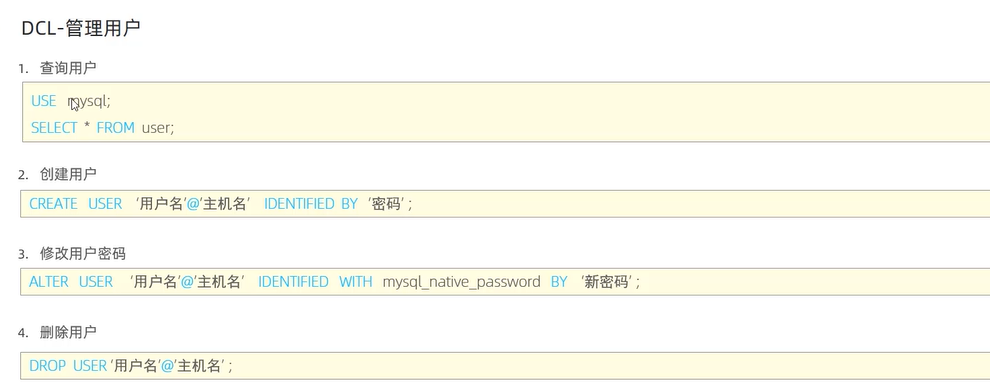 DCL-管理用户
1. 查询用户
USE mysql;
SELECT * FROM user;
2. 创建用户
CREATE USER '用户名'@'主机名' IDENTIFIED BY '密码' ;
3. 修改用户密码
ALTER USER '用户名'@'主机名' IDENTIFIED WITH mysql_native_password BY '新密码' ;
4. 删除用户
DROP USER '用户名'@'主机名' ;